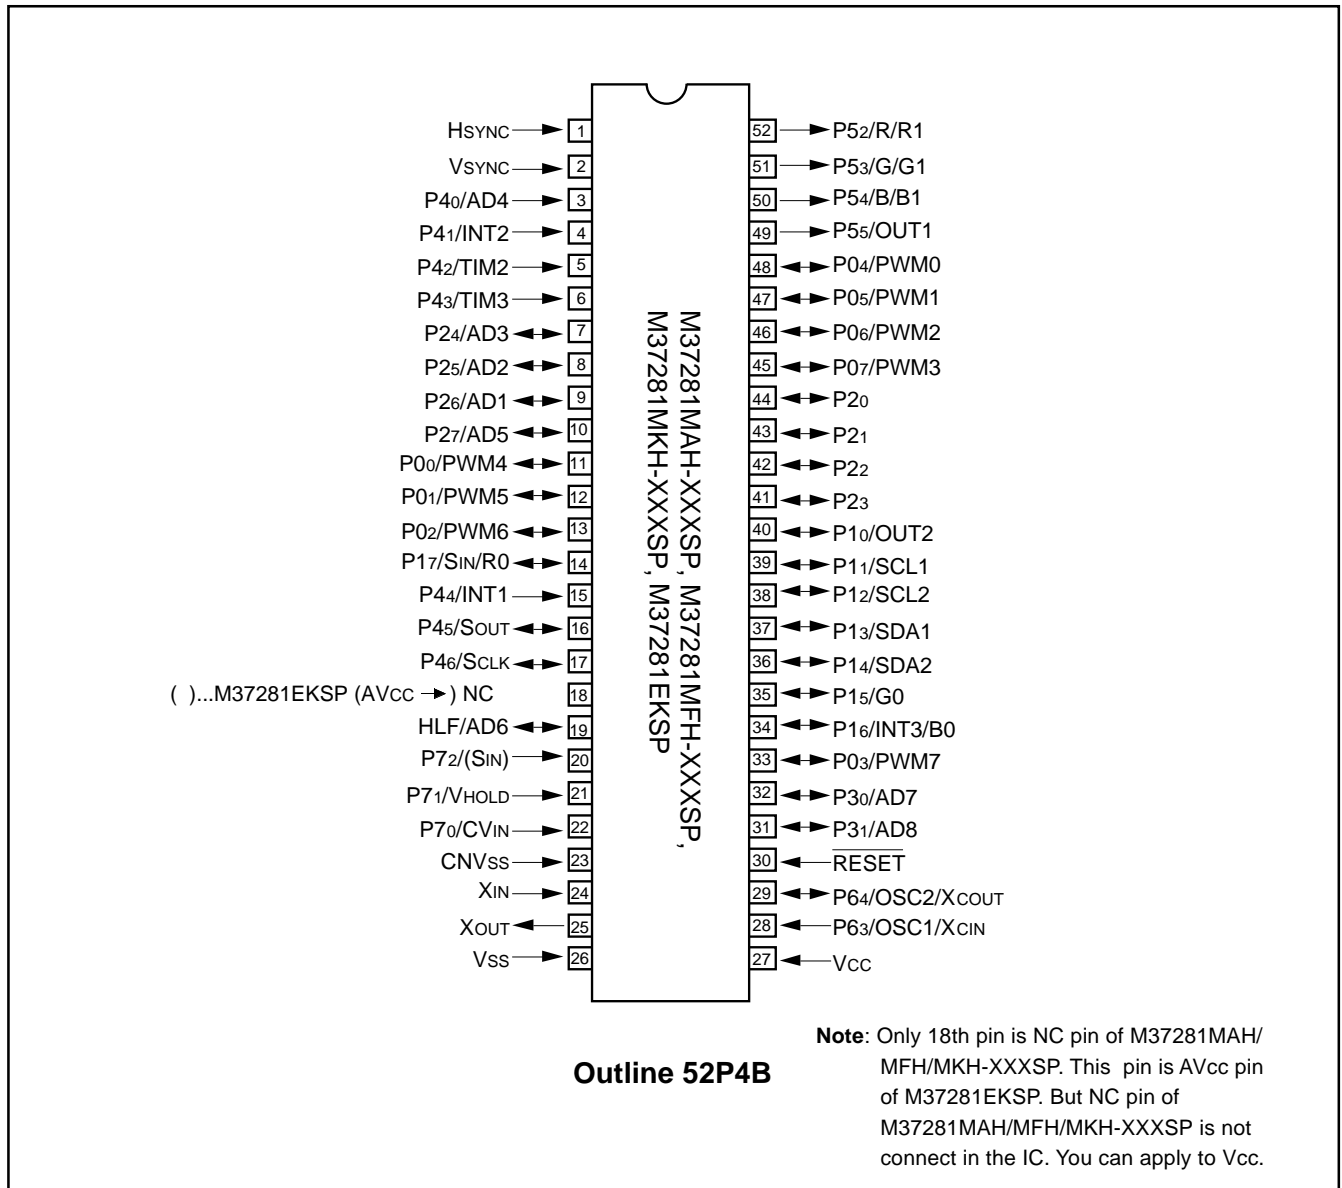 HSYNC 1
VSYNC 2
P40/AD4 3
P41/INT2 4
P42/TIM2 5
P43/TIM3 6
P24/AD3 7
P25/AD2 8
P26/AD1 9
P27/AD5 10
P00/PWM4 11
P01/PWM5 12
P02/PWM6 13
P17/SIN/R0 14
P44/INT1 15
P45/SOUT 16
P46/SCLK 17
( )...M37281EKSP (AVCC → ) NC 18
HLF/AD6 19
P72/(SIN) 20
P71/VHOLD 21
P70/CVIN 22
CNVSS 23
XIN 24
XOUT 25
VSS 26
M37281MAH-XXXSP, M37281MFH-XXXSP,
M37281MKH-XXXSP, M37281EKSP
52 P52/R/R1
51 P53/G/G1
50 P54/B/B1
49 P55/OUT1
48 P04/PWM0
47 P05/PWM1
46 P06/PWM2
45 P07/PWM3
44 P20
43 P21
42 P22
41 P23
40 P10/OUT2
39 P11/SCL1
38 P12/SCL2
37 P13/SDA1
36 P14/SDA2
35 P15/G0
34 P16/INT3/B0
33 P03/PWM7
32 P30/AD7
31 P31/AD8
30 RESET
29 P64/OSC2/XCOUT
28 P63/OSC1/XCIN
27 VCC
Outline 52P4B
Note: Only 18th pin is NC pin of M37281MAH/
MFH/MKH-XXXSP. This pin is AVcc pin
of M37281EKSP. But NC pin of
M37281MAH/MFH/MKH-XXXSP is not
connect in the IC. You can apply to Vcc.